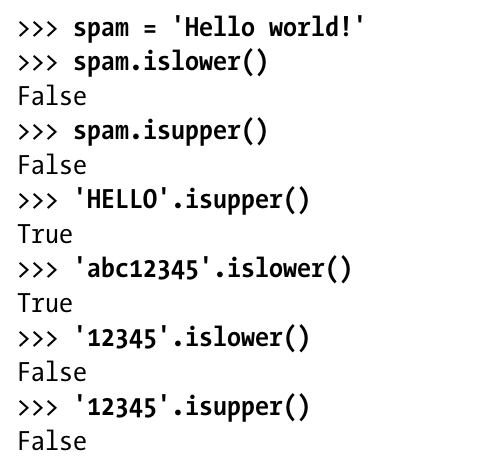 >>> spam = 'Hello world!'
>>> spam.islower()
False
>>> spam.isupper()
False
>>> 'HELLO'.isupper()
True
>>> 'abc12345'.islower()
True
>>> '12345'.islower()
False
>>> '12345'.isupper()
False